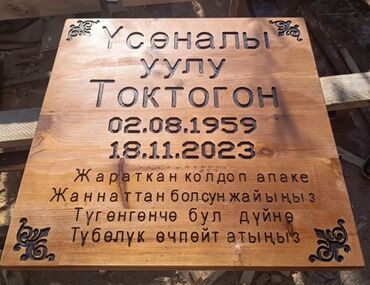 Үсөналы
уулу
Токтогон
02.08.1959
18.11.2023
Жараткан колдоп апаке
Жаннаттан болсун жайыңыз
Түгөнгөнчө бул дүйнө
Түбөлүк өчпөйт атыңыз